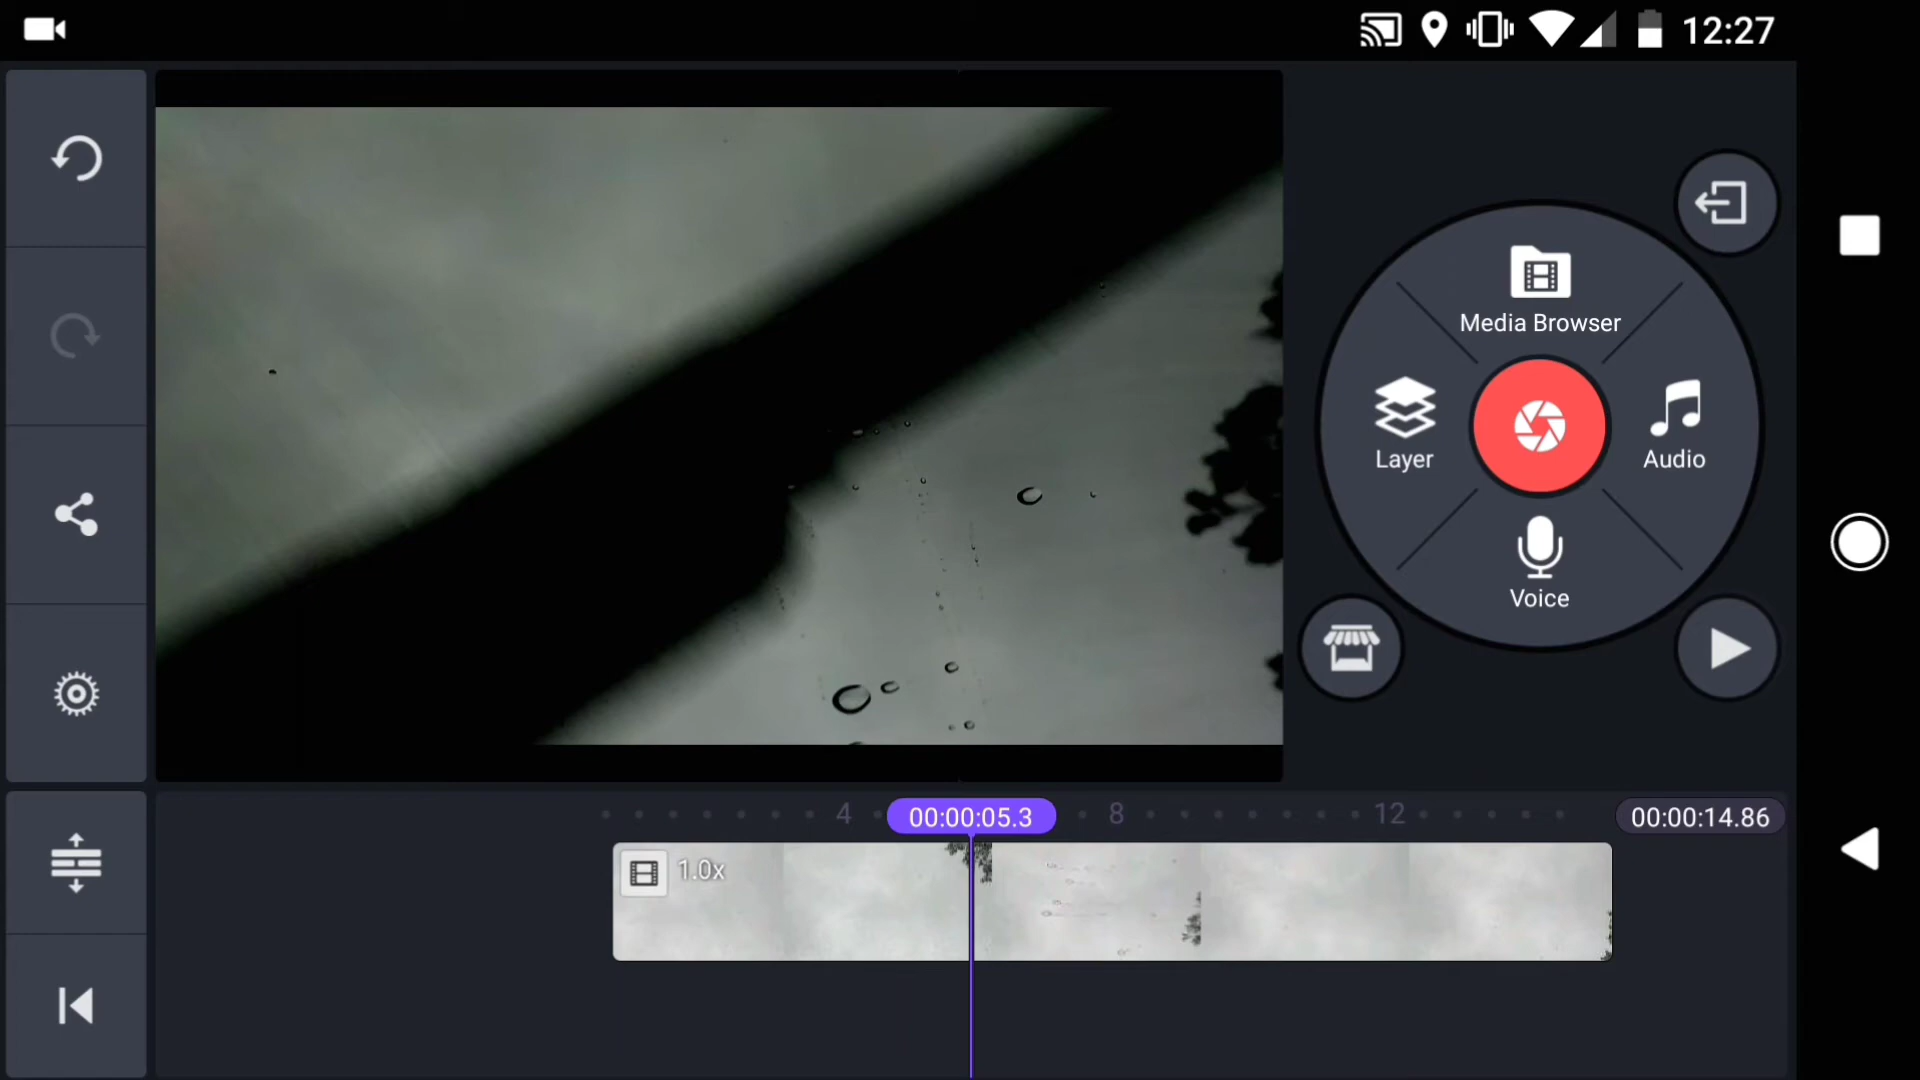 12:27
Media Browser
Layer
Audio
Voice
4
00:00:05.3
8
12
00:00:14.86
1.0x